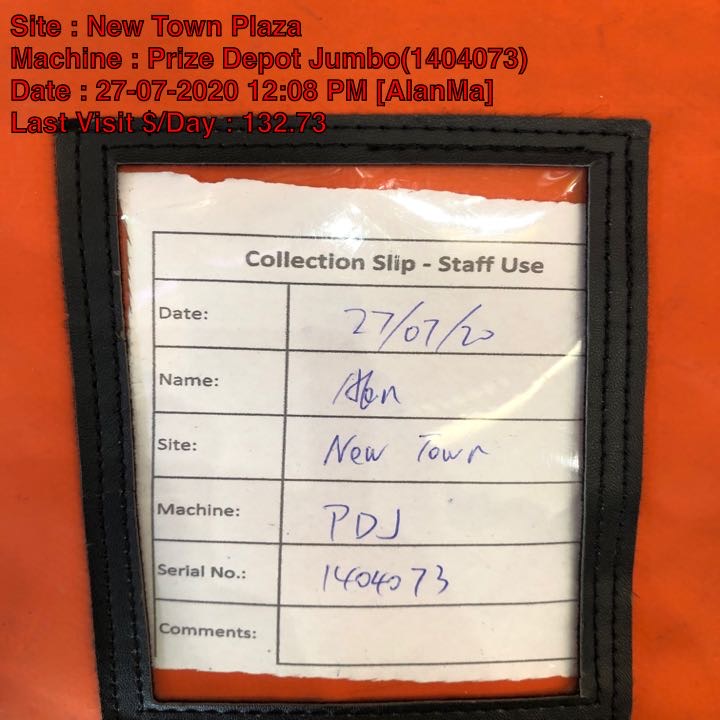 Site : New Town Plaza
Machine : Prize Depot Jumbo(1404073)
Date : 27-07-2020 12:08 PM [AlanMa]
Last Visit $/Day : 132.73
Collection Slip - Staff Use
Date: 27/07/20
Name: Alan
Site: New Town
Machine: PDJ
Serial No.: 1404073
Comments: